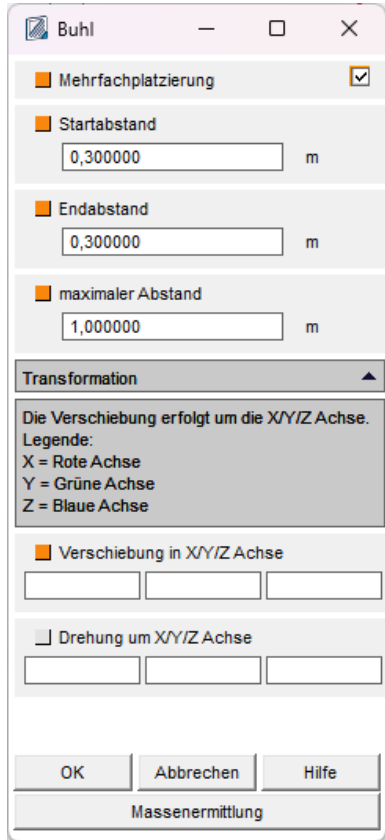 Buhl
Mehrfachplatzierung
Startabstand
0,300000 m
Endabstand
0,300000 m
maximaler Abstand
1,000000 m
Transformation
Die Verschiebung erfolgt um die X/Y/Z Achse.
Legende:
X = Rote Achse
Y = Grüne Achse
Z = Blaue Achse
Verschiebung in X/Y/Z Achse
Drehung um X/Y/Z Achse
OK Abbrechen Hilfe
Massenermittlung